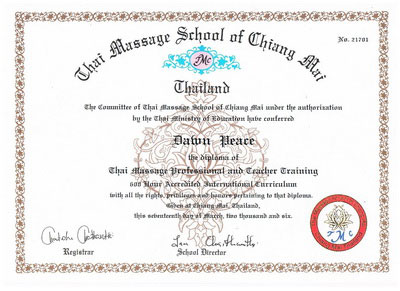 Thai Massage School of Chiang Mai
No. 21701
TMC
Thailand
The Committee of Thai Massage School of Chiang Mai under the authorization
by the Thai Ministry of Education have conferred
Dawn Peace
the diploma of
Thai Massage Professional and Teacher Training
Hour Accredited International Curriculum
with all the rights, privileges and honors pertaining to that diploma.
Given at Chiang Mai, Thailand,
this seventeenth day of March, two thousand and six.
Registrar
School Director
TMC